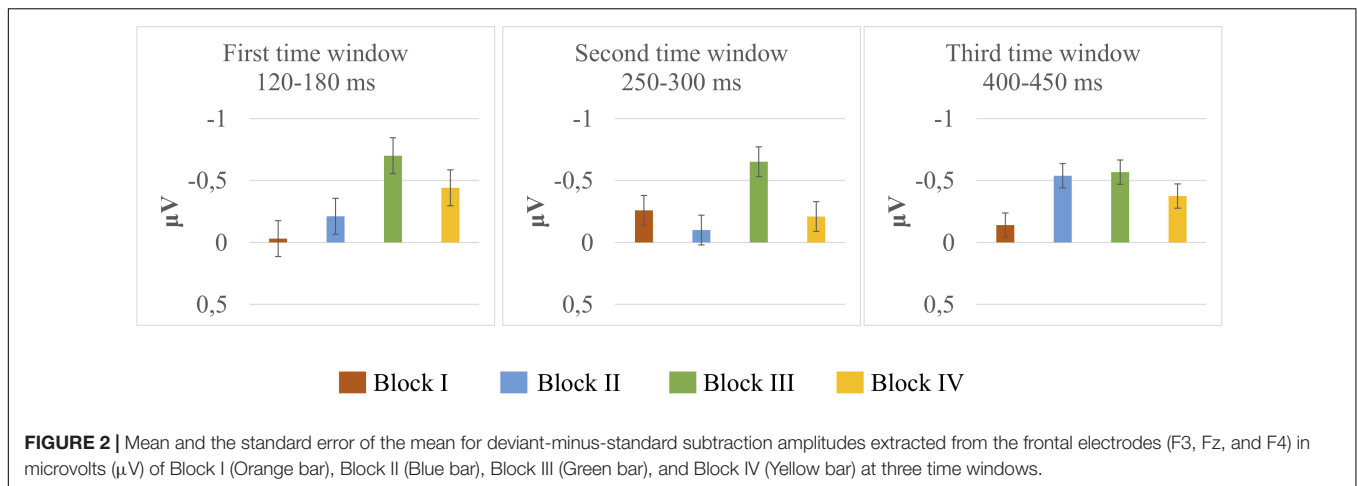 First time window
120-180 ms
-1
-0,5
0
0,5
µV
Second time window
250-300 ms
-1
-0,5
0
0,5
µV
Third time window
400-450 ms
-1
-0,5
0
0,5
µV
Block I
Block II
Block III
Block IV
FIGURE 2 | Mean and the standard error of the mean for deviant-minus-standard subtraction amplitudes extracted from the frontal electrodes (F3, Fz, and F4) in
microvolts (µV) of Block I (Orange bar), Block II (Blue bar), Block III (Green bar), and Block IV (Yellow bar) at three time windows.